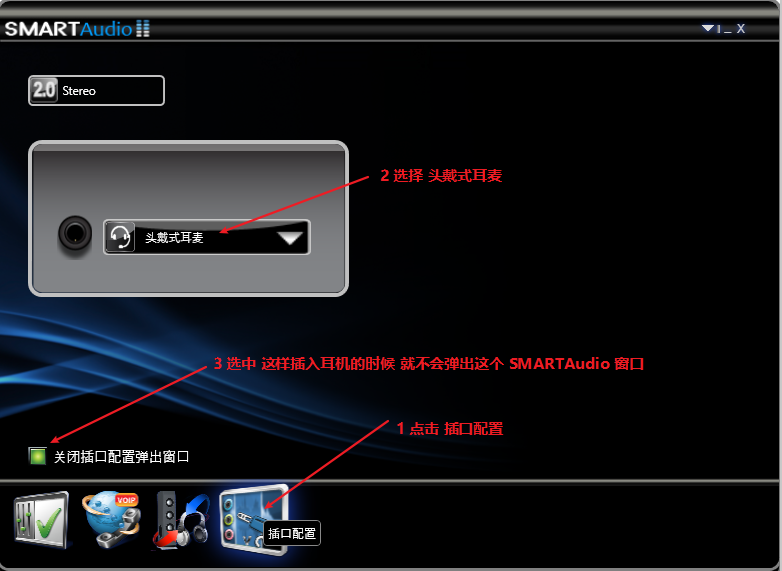 SMARTAudio
2.0 Stereo
2 选择 头戴式耳麦
头戴式耳麦
3 选中 这样插入耳机的时候 就不会弹出这个 SMARTAudio 窗口
1 点击 插口配置
关闭插口配置弹出窗口
VOIP
插口配置